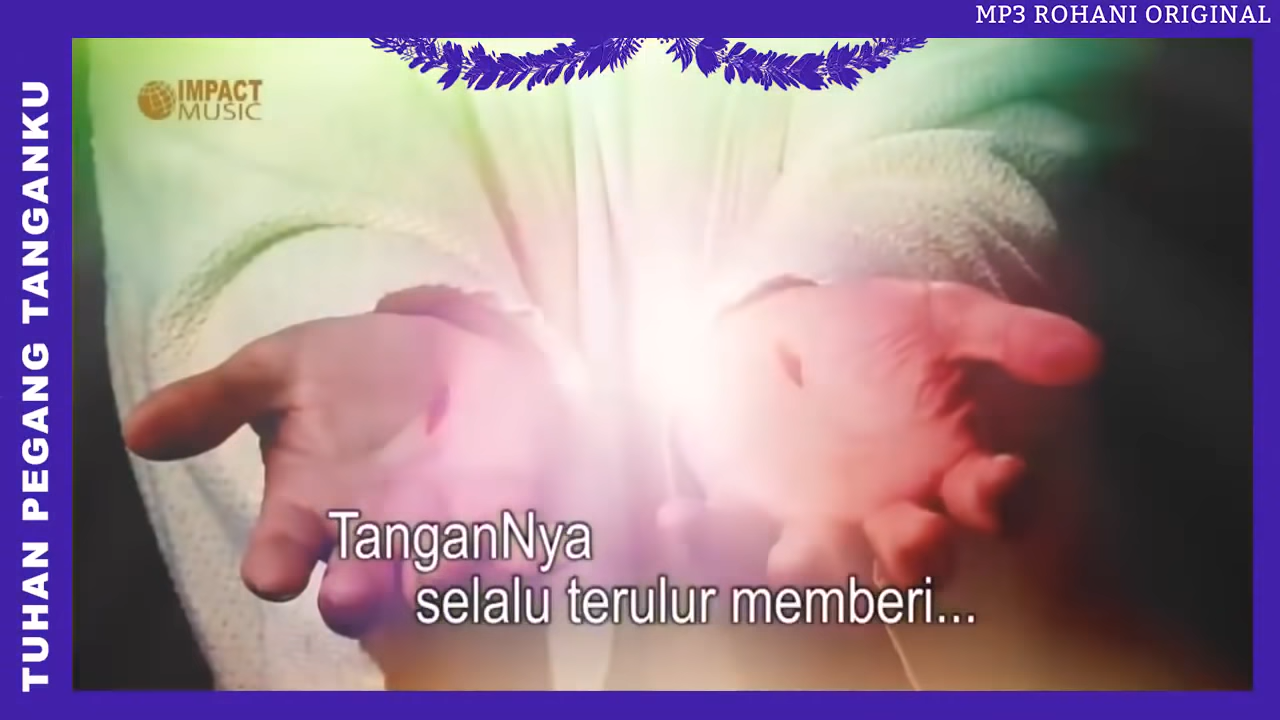 MP3 ROHANI ORIGINAL
IMPACT
MUSIC
TUHAN PEGANG TANGANKU
TanganNya
selalu terulur memberi...